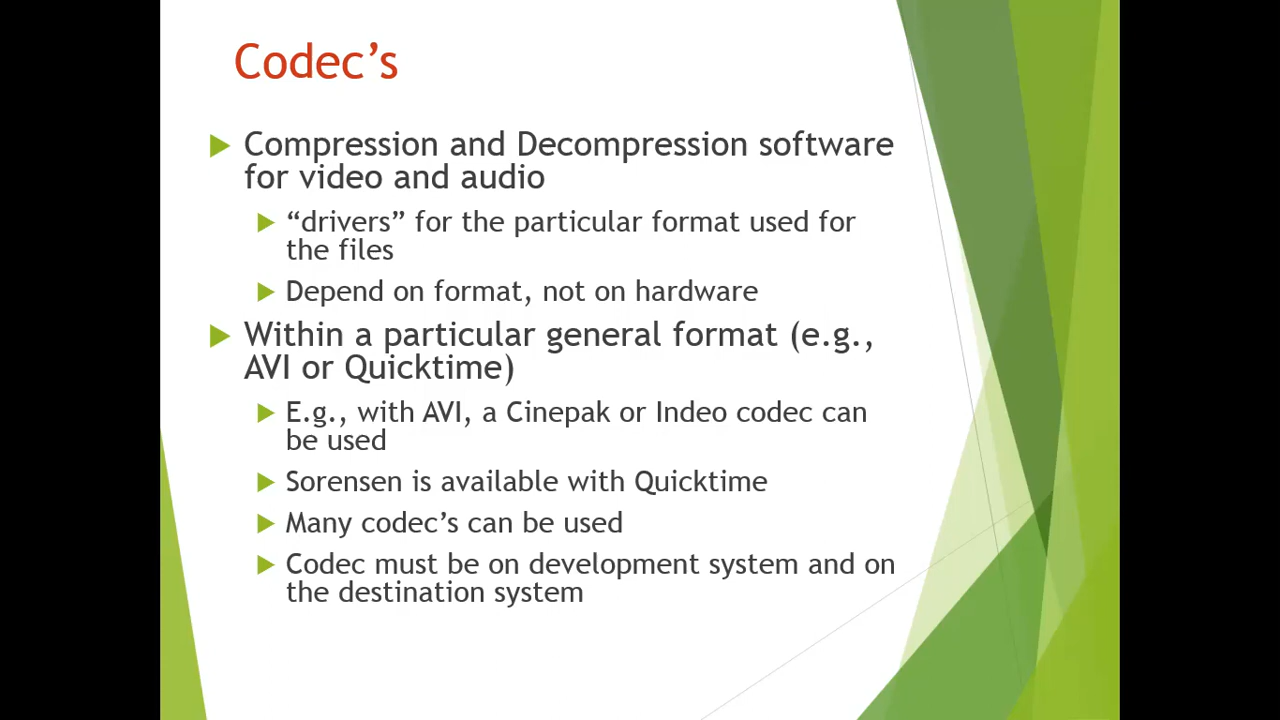 Codec’s
Compression and Decompression software
for video and audio
“drivers” for the particular format used for
the files
Depend on format, not on hardware
Within a particular general format (e.g.,
AVI or Quicktime)
E.g., with AVI, a Cinepak or Indeo codec can
be used
Sorensen is available with Quicktime
Many codec’s can be used
Codec must be on development system and on
the destination system